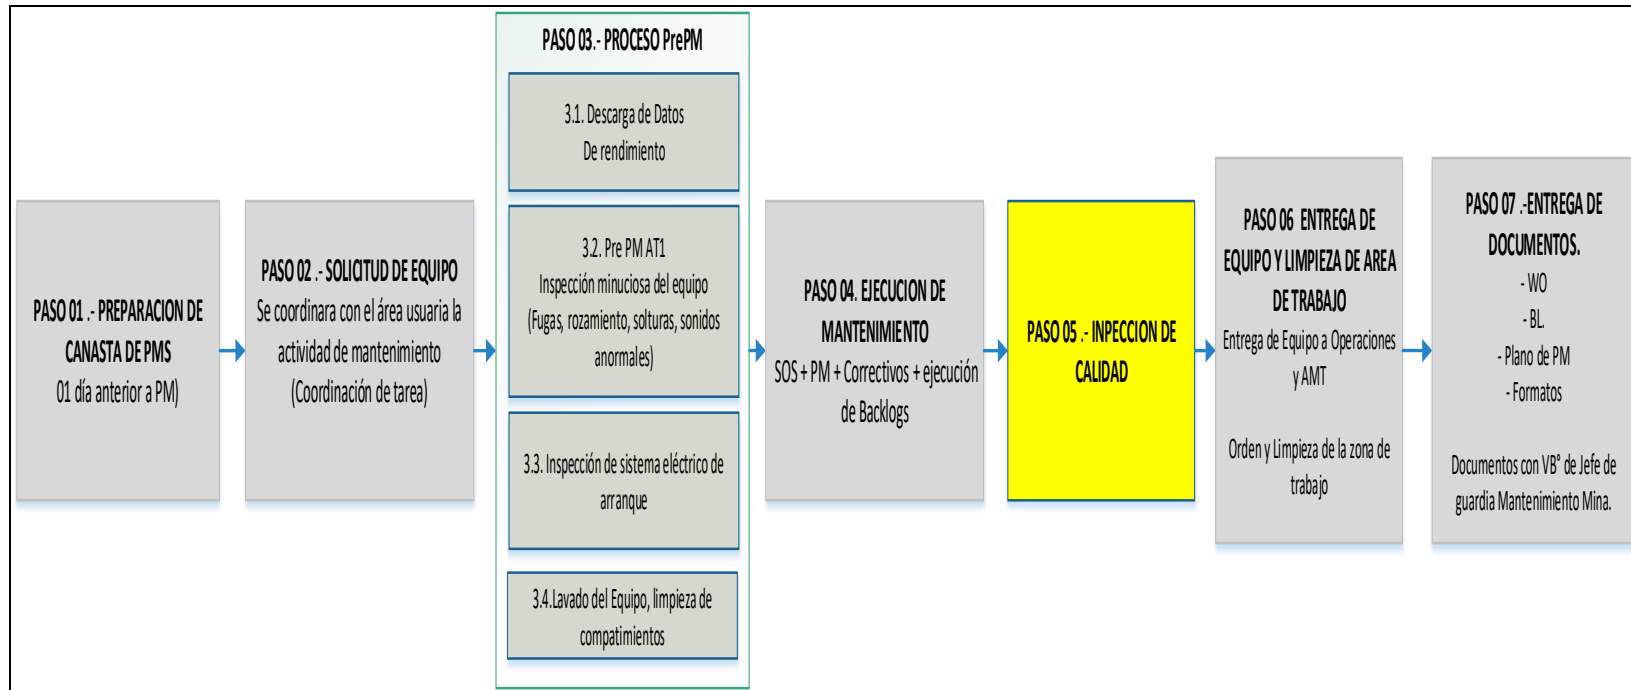 PASO 01 .- PREPARACION DE
CANASTA DE PMS
01 día anterior a PM)
PASO 02 .- SOLICITUD DE EQUIPO
Se coordinara con el área usuaria la
actividad de mantenimiento
(Coordinación de tarea)
PASO 03.- PROCESO PrePM
3.1. Descarga de Datos
De rendimiento
3.2. Pre PM AT1
Inspección minuciosa del equipo
(Fugas, rozamiento, solturas, sonidos
anormales)
3.3. Inspección de sistema eléctrico de
arranque
3.4.Lavado del Equipo, limpieza de
compatimientos
PASO 04. EJECUCION DE
MANTENIMIENTO
SOS + PM + Correctivos + ejecución
de Backlogs
PASO 05 .- INPECCION DE
CALIDAD
PASO 06 ENTREGA DE
EQUIPO Y LIMPIEZA DE AREA
DE TRABAJO
Entrega de Equipo a Operaciones
y AMT
Orden y Limpieza de la zona de
trabajo
PASO 07 .-ENTREGA DE
DOCUMENTOS.
- WO
- BL.
- Plano de PM
- Formatos
Documentos con VB° de Jefe de
guardia Mantenimiento Mina.